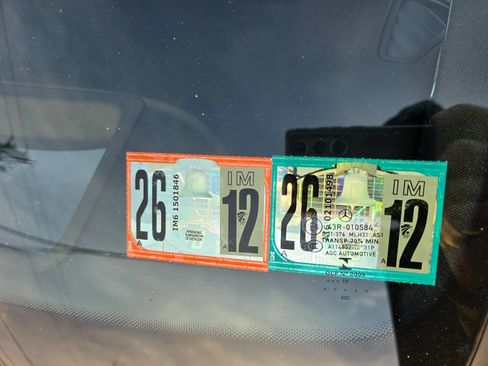 26
IM6 1501846
ANNUAL
EMISSION
STICKER
IM
12
A
A
26
02101498
IM
12
A
A
43R-010584
TRANSP. 70% MIN.
AGC AUTOMOTIVE